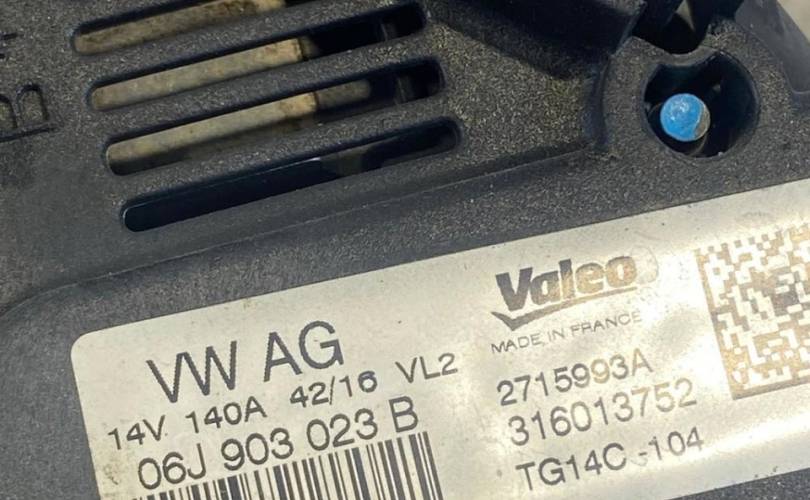 B+
VW AG
14V 140A 42/16 VL2
06J 903 023 B
Valeo
MADE IN FRANCE
2715993A
316013752
TG14C-104